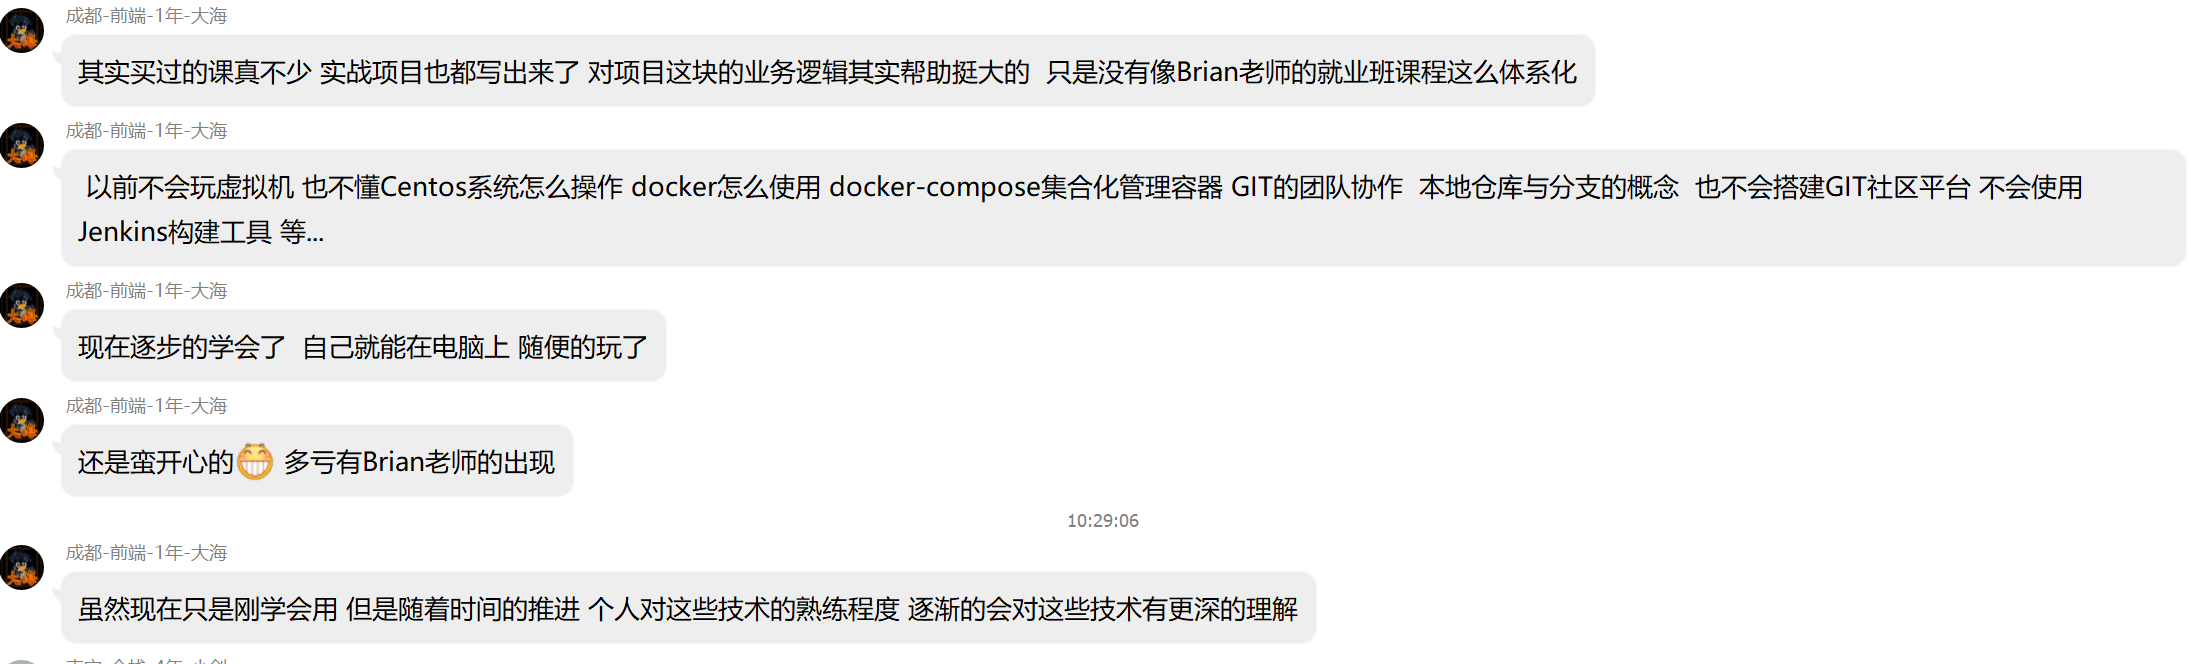 成都-前端-1年-大海
其实买过的课真不少 实战项目也都写出来了 对项目这块的业务逻辑其实帮助挺大的  只是没有像Brian老师的就业班课程这么体系化
成都-前端-1年-大海
以前不会玩虚拟机 也不懂Centos系统怎么操作 docker怎么使用 docker-compose集合化管理容器 GIT的团队协作  本地仓库与分支的概念  也不会搭建GIT社区平台 不会使用
Jenkins构建工具 等...
成都-前端-1年-大海
现在逐步的学会了  自己就能在电脑上 随便的玩了
成都-前端-1年-大海
还是蛮开心的😁 多亏有Brian老师的出现
10:29:06
成都-前端-1年-大海
虽然现在只是刚学会用 但是随着时间的推进 个人对这些技术的熟练程度 逐渐的会对这些技术有更深的理解